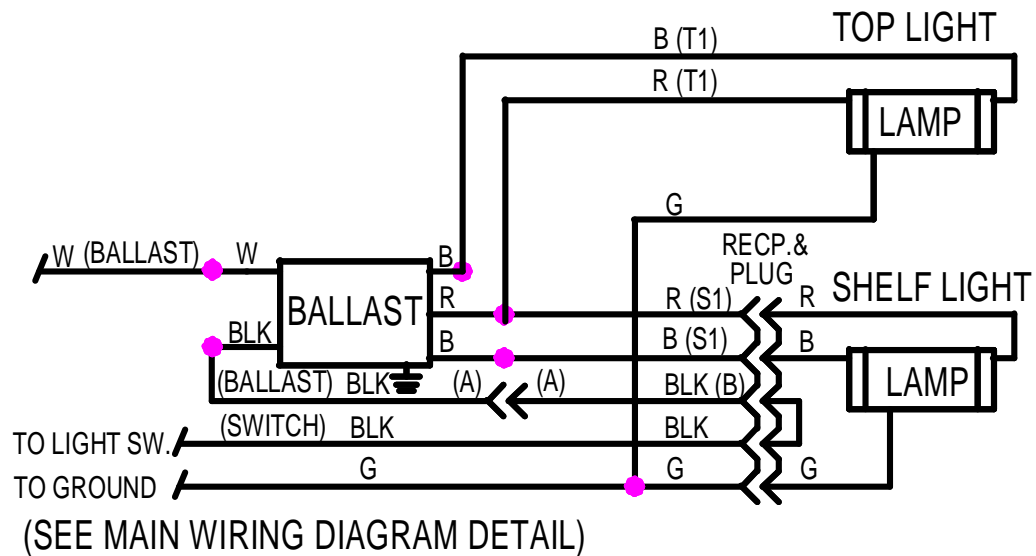 B (T1)
TOP LIGHT
R (T1)
LAMP
G
RECP.&
PLUG
W (BALLAST) W
B
BALLAST
R
R (S1)
R
SHELF LIGHT
BLK
B
B (S1)
B
LAMP
(BALLAST) BLK
(A)
(A)
BLK (B)
TO LIGHT SW.
(SWITCH) BLK
BLK
TO GROUND
G
G
G
(SEE MAIN WIRING DIAGRAM DETAIL)